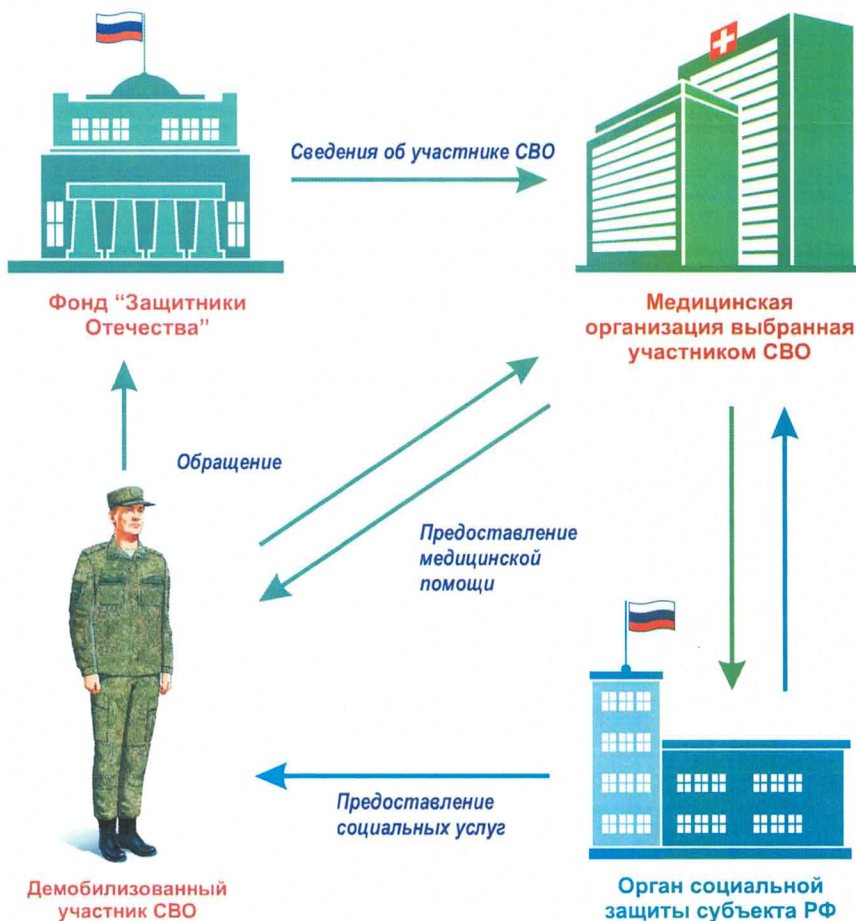 Сведения об участнике СВО
Фонд “Защитники
Отечества”
Медицинская
организация выбранная
участником СВО
Обращение
Предоставление
медицинской
помощи
Предоставление
социальных услуг
Демобилизованный
участник СВО
Орган социальной
защиты субъекта РФ